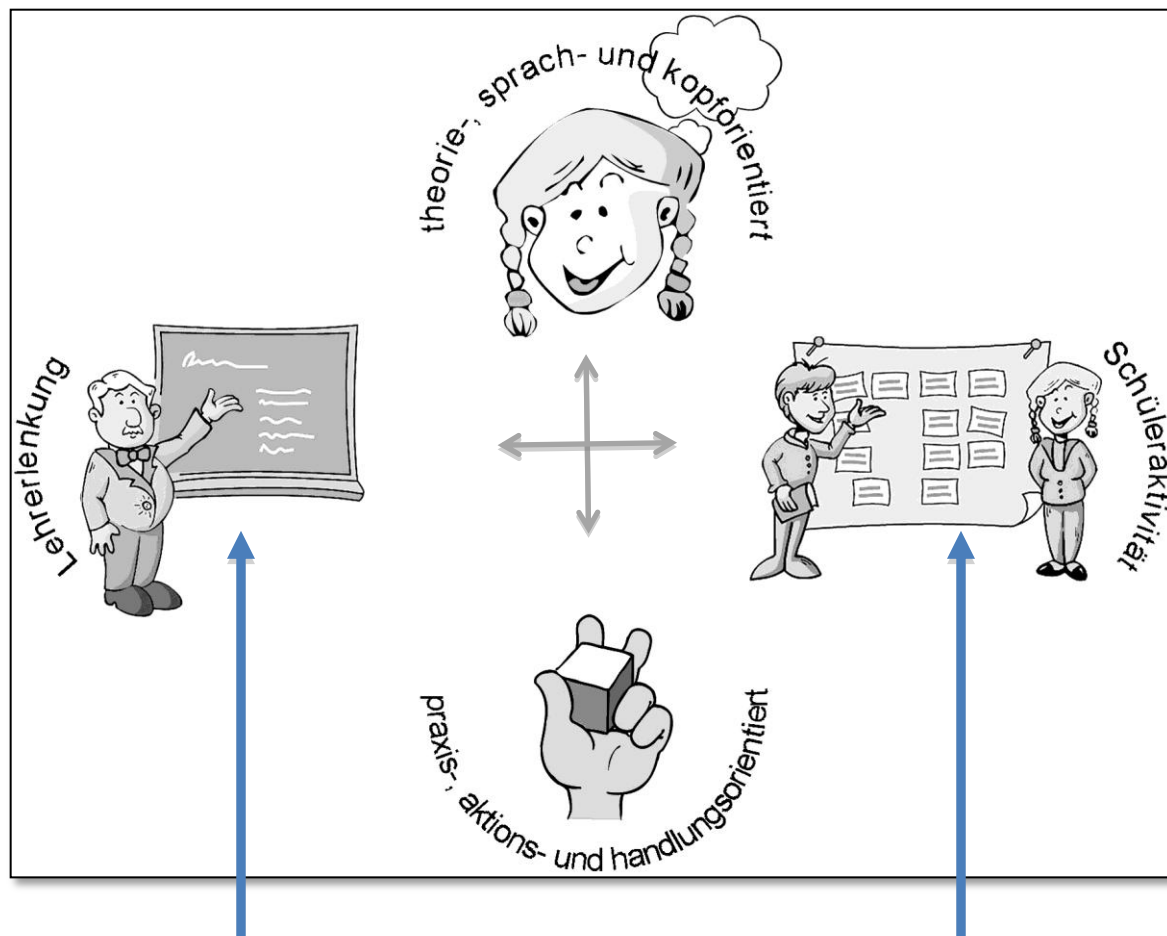 theorie-, sprach- und kopforientiert
Lehrerlenkung
Schüleraktivität
praxis-, aktions- und handlungsorientiert